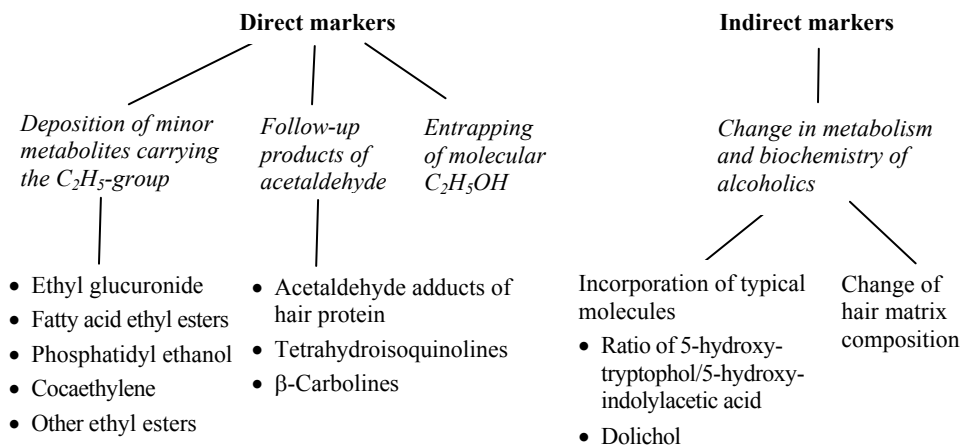 Direct markers
Deposition of minor
metabolites carrying
the C₂H₅-group
• Ethyl glucuronide
• Fatty acid ethyl esters
• Phosphatidyl ethanol
• Cocaethylene
• Other ethyl esters
Follow-up
products of
acetaldehyde
• Acetaldehyde adducts of
hair protein
• Tetrahydroisoquinolines
• β-Carbolines
Entrapping
of molecular
C₂H₅OH
Indirect markers
Change in metabolism
and biochemistry of
alcoholics
Incorporation of typical
molecules
• Ratio of 5-hydroxy-
tryptophol/5-hydroxy-
indolylacetic acid
• Dolichol
Change of
hair matrix
composition